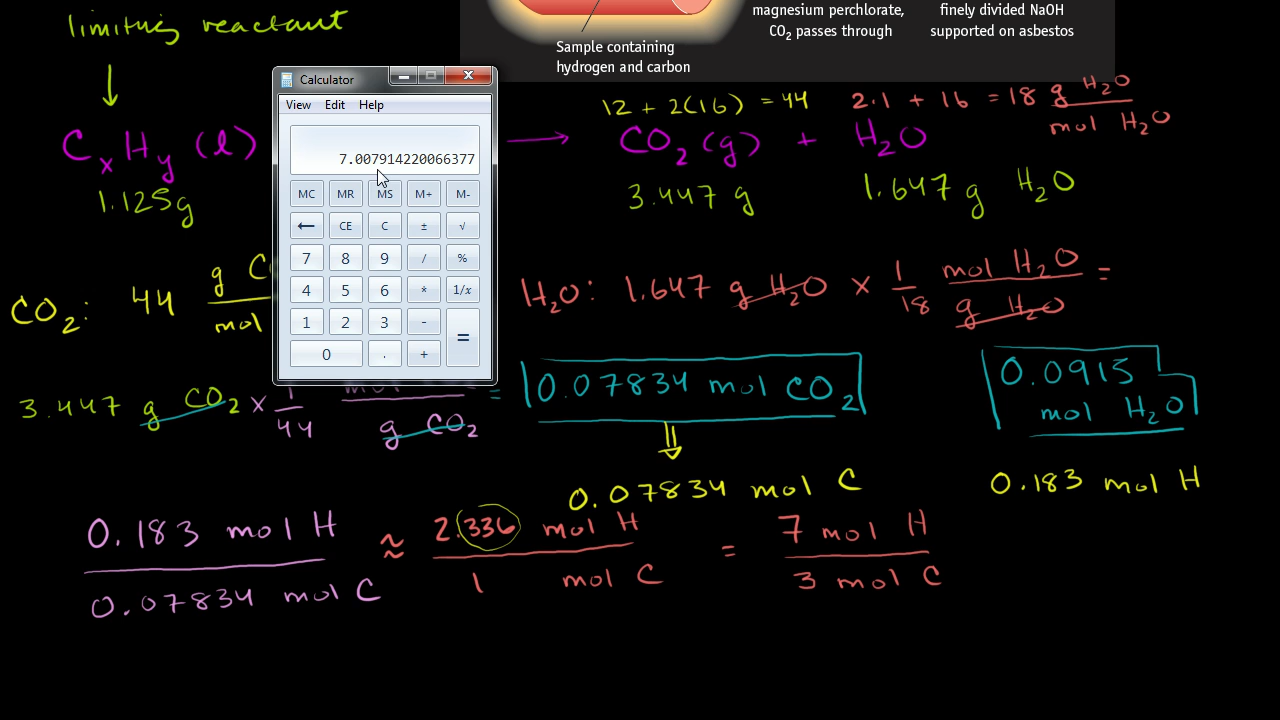 limiting reactant
Sample containing
hydrogen and carbon
magnesium perchlorate,
CO₂ passes through
finely divided NaOH
supported on asbestos
Calculator
View Edit Help
7.007914220066377
MC MR MS M+ M-
← CE C ± √
7 8 9 / %
4 5 6 * 1/x
1 2 3 - =
0 . +
12 + 2(16) = 44
2·1 + 16 = 18 g H₂O
mol H₂O
CₓHᵧ (l) → CO₂(g) + H₂O
1.125g
3.447 g
1.647 g H₂O
CO₂: 44 g
mol
H₂O: 1.647 g H₂O × 1/18 mol H₂O / g H₂O =
3.447 g CO₂ × 1/44
g CO₂
= 0.07834 mol CO₂
0.0915
mol H₂O
0.07834 mol C
0.183 mol H
0.183 mol H / 0.07834 mol C ≈ 2.336 mol H / 1 mol C = 7 mol H / 3 mol C